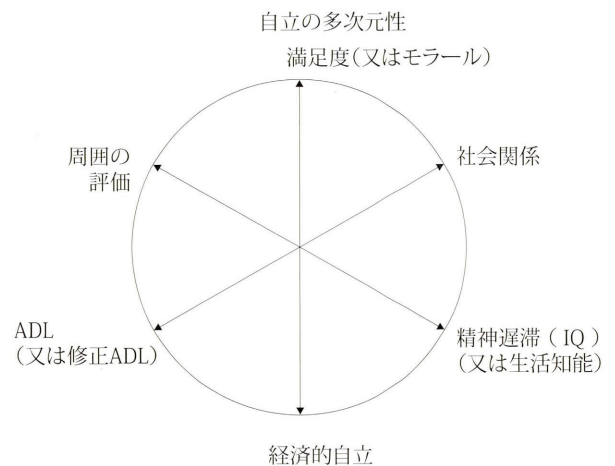 自立の多次元性
満足度(又はモラール)
周囲の
評価
社会関係
ADL
(又は修正ADL)
精神遅滞(IQ)
(又は生活知能)
経済的自立